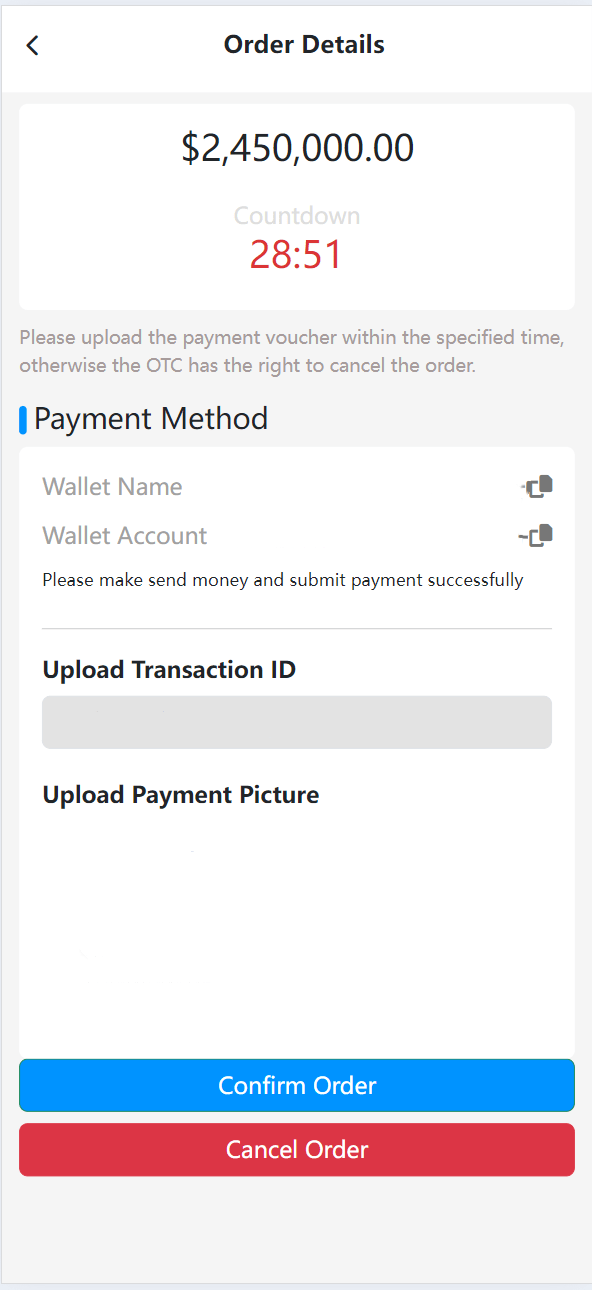 Order Details
$2,450,000.00
Countdown
28:51
Please upload the payment voucher within the specified time,
otherwise the OTC has the right to cancel the order.
Payment Method
Wallet Name
Wallet Account
Please make send money and submit payment successfully
Upload Transaction ID
Upload Payment Picture
Confirm Order
Cancel Order